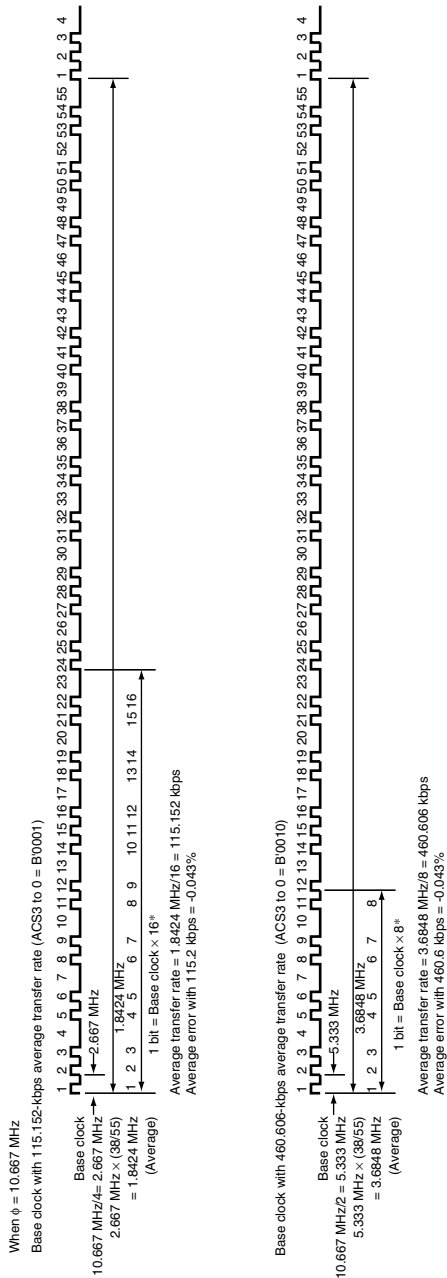 When ϕ = 10.667 MHz
Base clock with 115.152-kbps average transfer rate (ACS3 to 0 = B'0001)
1 2 3 4 5 6 7 8 9 10 11 12 13 14 15 16 17 18 19 20 21 22 23 24 25 26 27 28 29 30 31 32 33 34 35 36 37 38 39 40 41 42 43 44 45 46 47 48 49 50 51 52 53 54 55 1 2 3 4
Base clock
10.667 MHz/4= 2.667 MHz
2.667 MHz
2.667 MHz × (38/55)
= 1.8424 MHz
(Average)
1.8424 MHz
1 2 3 4 5 6 7 8 9 10 11 12 13 14 15 16
1 bit = Base clock × 16*
Average transfer rate = 1.8424 MHz/16 = 115.152 kbps
Average error with 115.2 kbps = -0.043%
Base clock with 460.606-kbps average transfer rate (ACS3 to 0 = B'0010)
1 2 3 4 5 6 7 8 9 10 11 12 13 14 15 16 17 18 19 20 21 22 23 24 25 26 27 28 29 30 31 32 33 34 35 36 37 38 39 40 41 42 43 44 45 46 47 48 49 50 51 52 53 54 55 1 2 3 4
Base clock
10.667 MHz/2 = 5.333 MHz
5.333 MHz
5.333 MHz × (38/55)
= 3.6848 MHz
(Average)
3.6848 MHz
1 2 3 4 5 6 7 8
1 bit = Base clock × 8*
Average transfer rate = 3.6848 MHz/8 = 460.606 kbps
Average error with 460.6 kbps = -0.043%